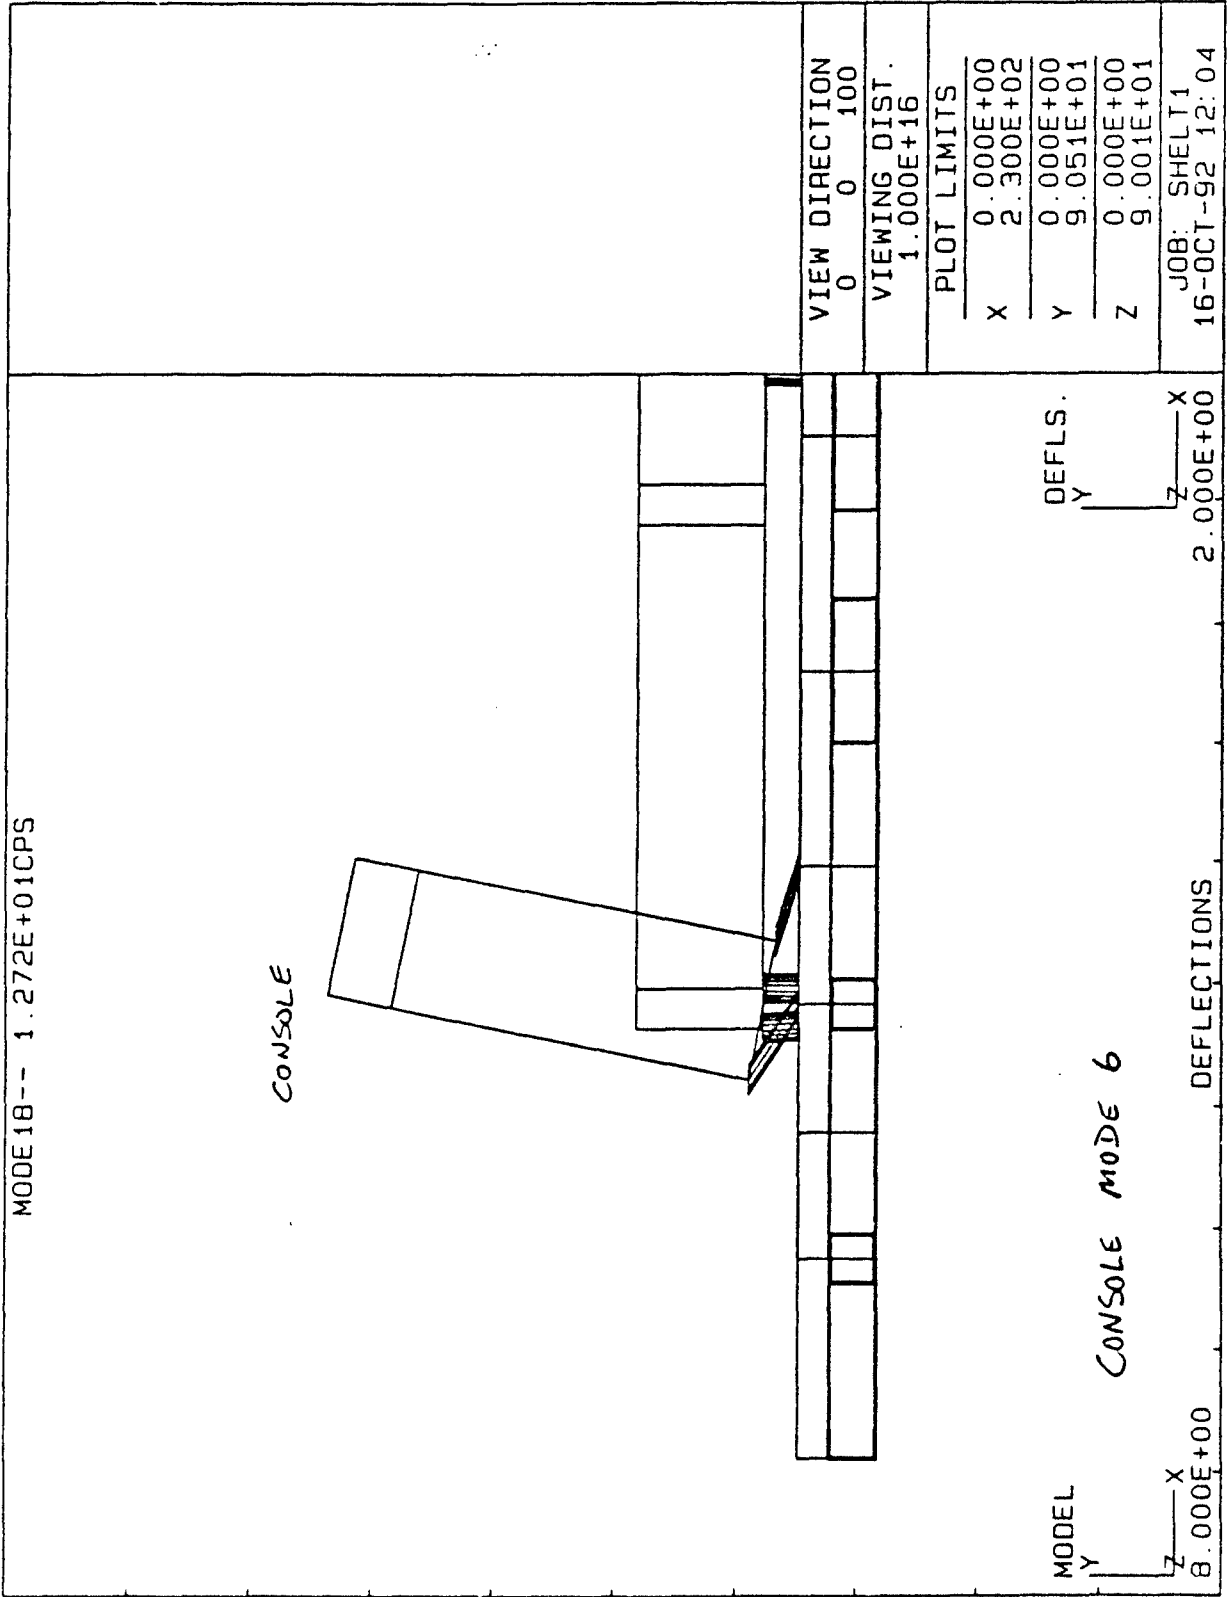 MODE18-- 1.272E+01CPS
CONSOLE
CONSOLE MODE 6
MODEL
Y
Z X
8.000E+00
DEFLECTIONS
DEFLS.
Y
Z X
2.000E+00
VIEW DIRECTION
0 0 100
VIEWING DIST.
1.000E+16
PLOT LIMITS
X 0.000E+00
2.300E+02
Y 0.000E+00
9.051E+01
Z 0.000E+00
9.001E+01
JOB: SHELT1
16-OCT-92 12:04